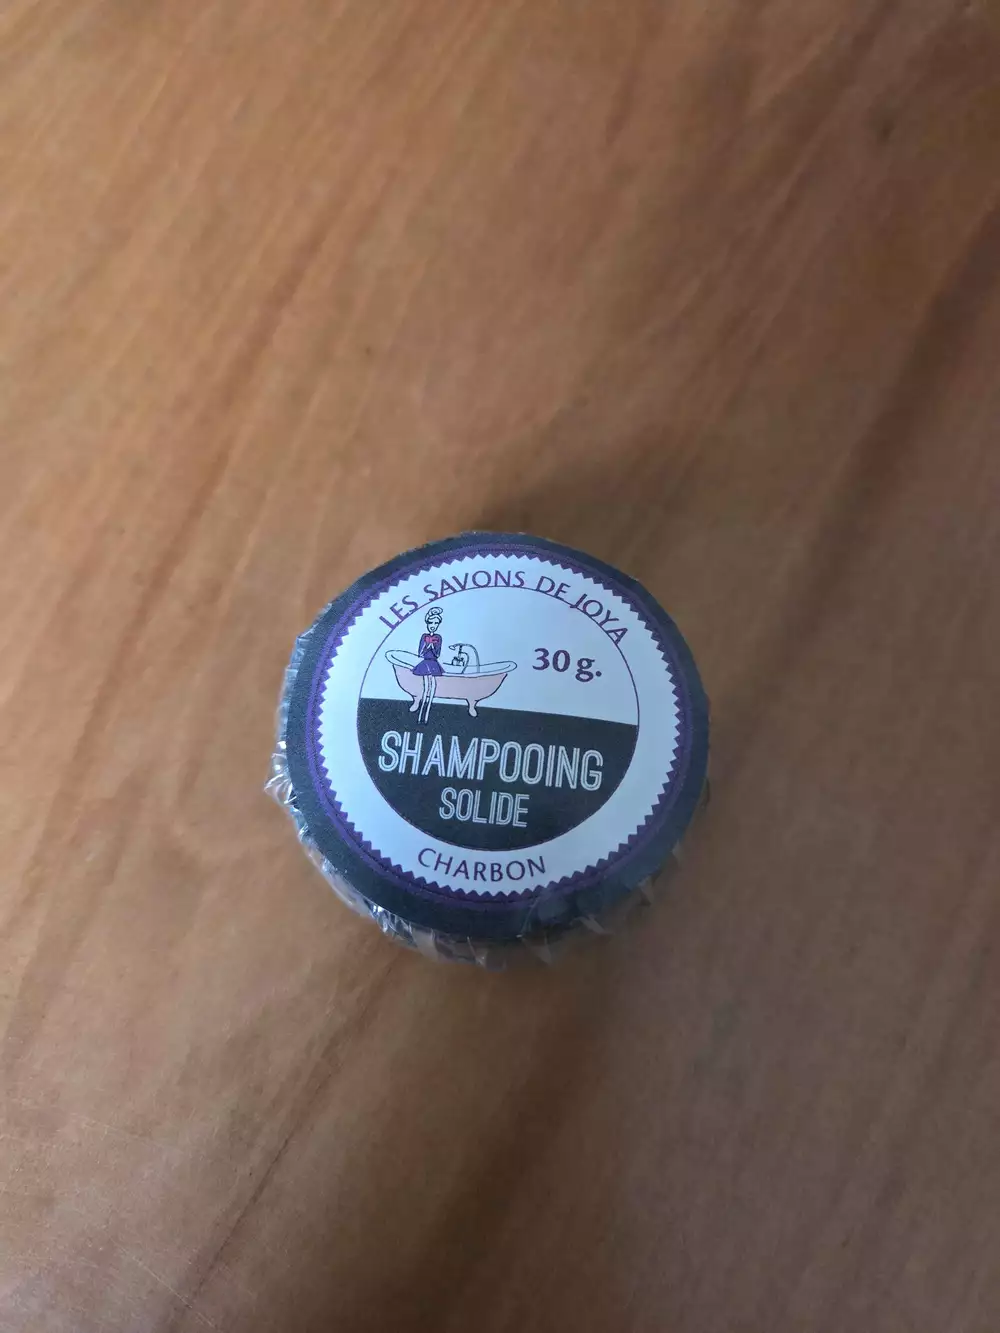 LES SAVONS DE JOYA
30 g.
SHAMPOOING
SOLIDE
CHARBON